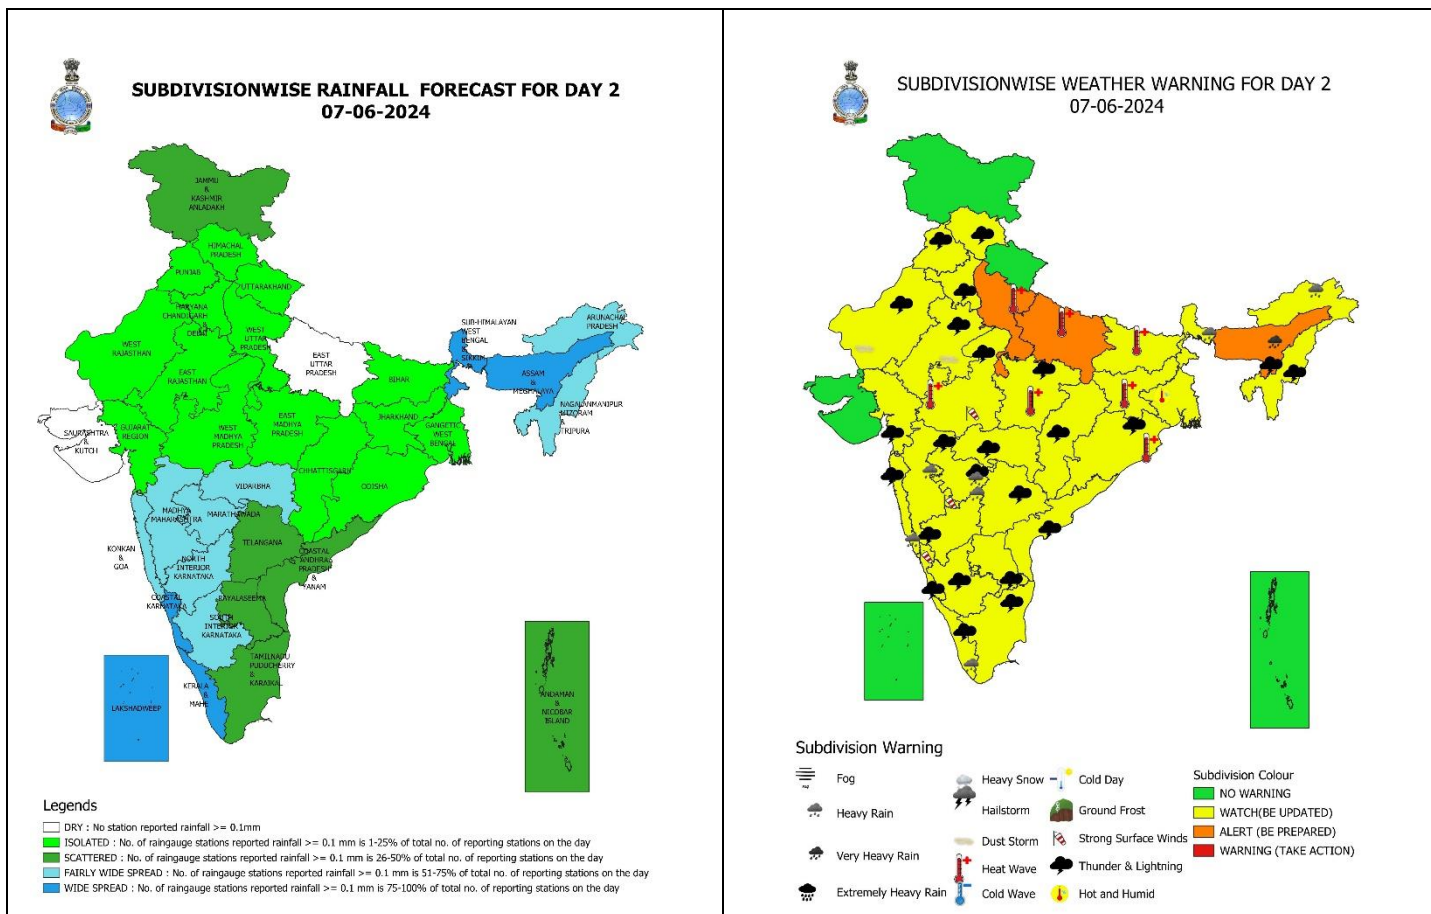 SUBDIVISIONWISE RAINFALL FORECAST FOR DAY 2
07-06-2024
JAMMU
&
KASHMIR
ANLADAKH
HIMACHAL
PRADESH
PUNJAB
UTTARAKHAND
HARYANA
CHANDIGARH
&
DELHI
WEST
UTTAR
PRADESH
WEST
RAJASTHAN
EAST
RAJASTHAN
EAST
UTTAR
PRADESH
SUB-HIMALAYAN
WEST
BENGAL
&
SIKKIM
ARUNACHAL
PRADESH
ASSAM
&
MEGHALAYA
NAGALANMANIPUR
MIZORAM
&
TRIPURA
BIHAR
JHARKHAND
GANGETIC
WEST
BENGAL
SAURASHTRA
&
KUTCH
GUJARAT
REGION
WEST
MADHYA
PRADESH
EAST
MADHYA
PRADESH
CHHATTISGARH
ODISHA
VIDARBHA
MADHYA
MAHARASHTRA
MARATHAWADA
TELANGANA
KONKAN
&
GOA
NORTH
INTERIOR
KARNATAKA
COASTAL
ANDHRA
PRADESH
&
YANAM
COASTAL
KARNATAKA
RAYALASEEMA
SOUTH
INTERIOR
KARNATAKA
TAMILNADU
PUDUCHERRY
&
KARAIKAL
KERALA
&
MAHE
LAKSHADWEEP
ANDAMAN
&
NICOBAR
ISLAND
Legends
DRY : No station reported rainfall >= 0.1mm
ISOLATED : No. of raingauge stations reported rainfall >= 0.1 mm is 1-25% of total no. of reporting stations on the day
SCATTERED : No. of raingauge stations reported rainfall >= 0.1 mm is 26-50% of total no. of reporting stations on the day
FAIRLY WIDE SPREAD : No. of raingauge stations reported rainfall >= 0.1 mm is 51-75% of total no. of reporting stations on the day
WIDE SPREAD : No. of raingauge stations reported rainfall >= 0.1 mm is 75-100% of total no. of reporting stations on the day
SUBDIVISIONWISE WEATHER WARNING FOR DAY 2
07-06-2024
Subdivision Warning
Fog
Heavy Rain
Very Heavy Rain
Extremely Heavy Rain
Heavy Snow
Hailstorm
Dust Storm
Heat Wave
Cold Wave
Cold Day
Ground Frost
Strong Surface Winds
Thunder & Lightning
Hot and Humid
Subdivision Colour
NO WARNING
WATCH(BE UPDATED)
ALERT (BE PREPARED)
WARNING (TAKE ACTION)